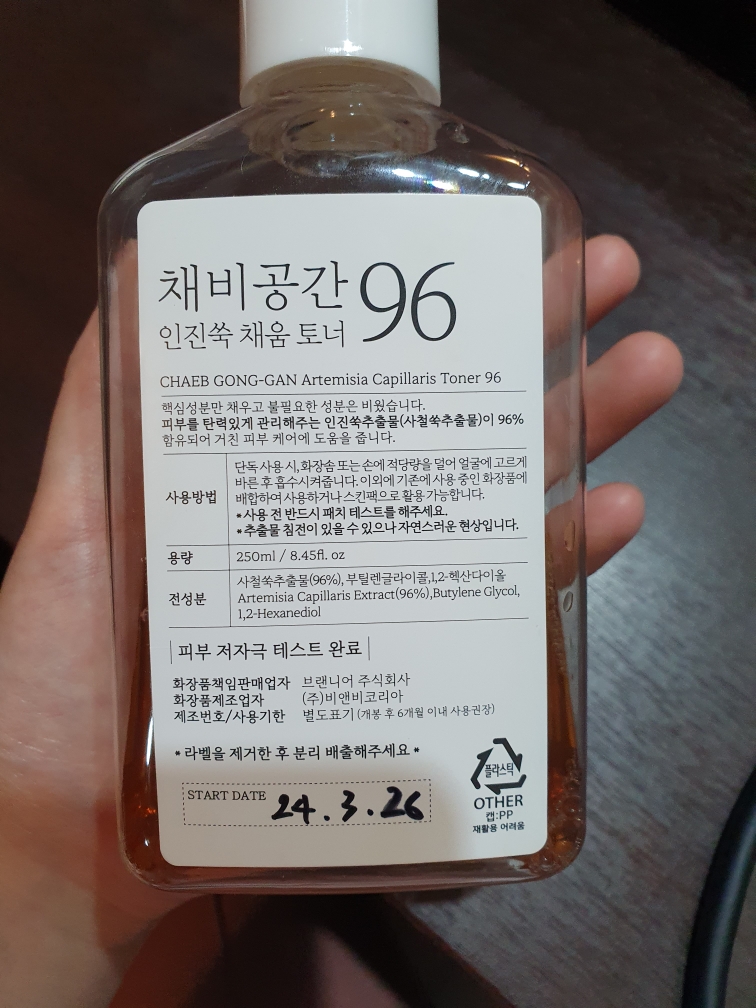 채비공간 96
인진쑥 채움 토너
CHAEB GONG-GAN Artemisia Capillaris Toner 96
핵심성분만 채우고 불필요한 성분은 비웠습니다.
피부를 탄력있게 관리해주는 인진쑥추출물(사철쑥추출물)이 96%
함유되어 거친 피부 케어에 도움을 줍니다.
사용방법
단독 사용 시, 화장솜 또는 손에 적당량을 덜어 얼굴에 고르게
바른 후 흡수시켜줍니다. 이외에 기존에 사용 중인 화장품에
배합하여 사용하거나 스킨팩으로 활용 가능합니다.
*사용 전 반드시 패치 테스트를 해주세요.
*추출물 침전이 있을 수 있으나 자연스러운 현상입니다.
용량 250ml / 8.45fl. oz
전성분
사철쑥추출물(96%), 부틸렌글라이콜,1,2-헥산다이올
Artemisia Capillaris Extract(96%),Butylene Glycol,
1,2-Hexanediol
피부 저자극 테스트 완료
화장품책임판매업자 브랜니어 주식회사
화장품제조업자 (주)비앤비코리아
제조번호/사용기한 별도표기 (개봉 후 6개월 이내 사용권장)
*라벨을 제거한 후 분리 배출해주세요*
START DATE 24.3.26
플라스틱
OTHER
캡:PP
재활용 어려움